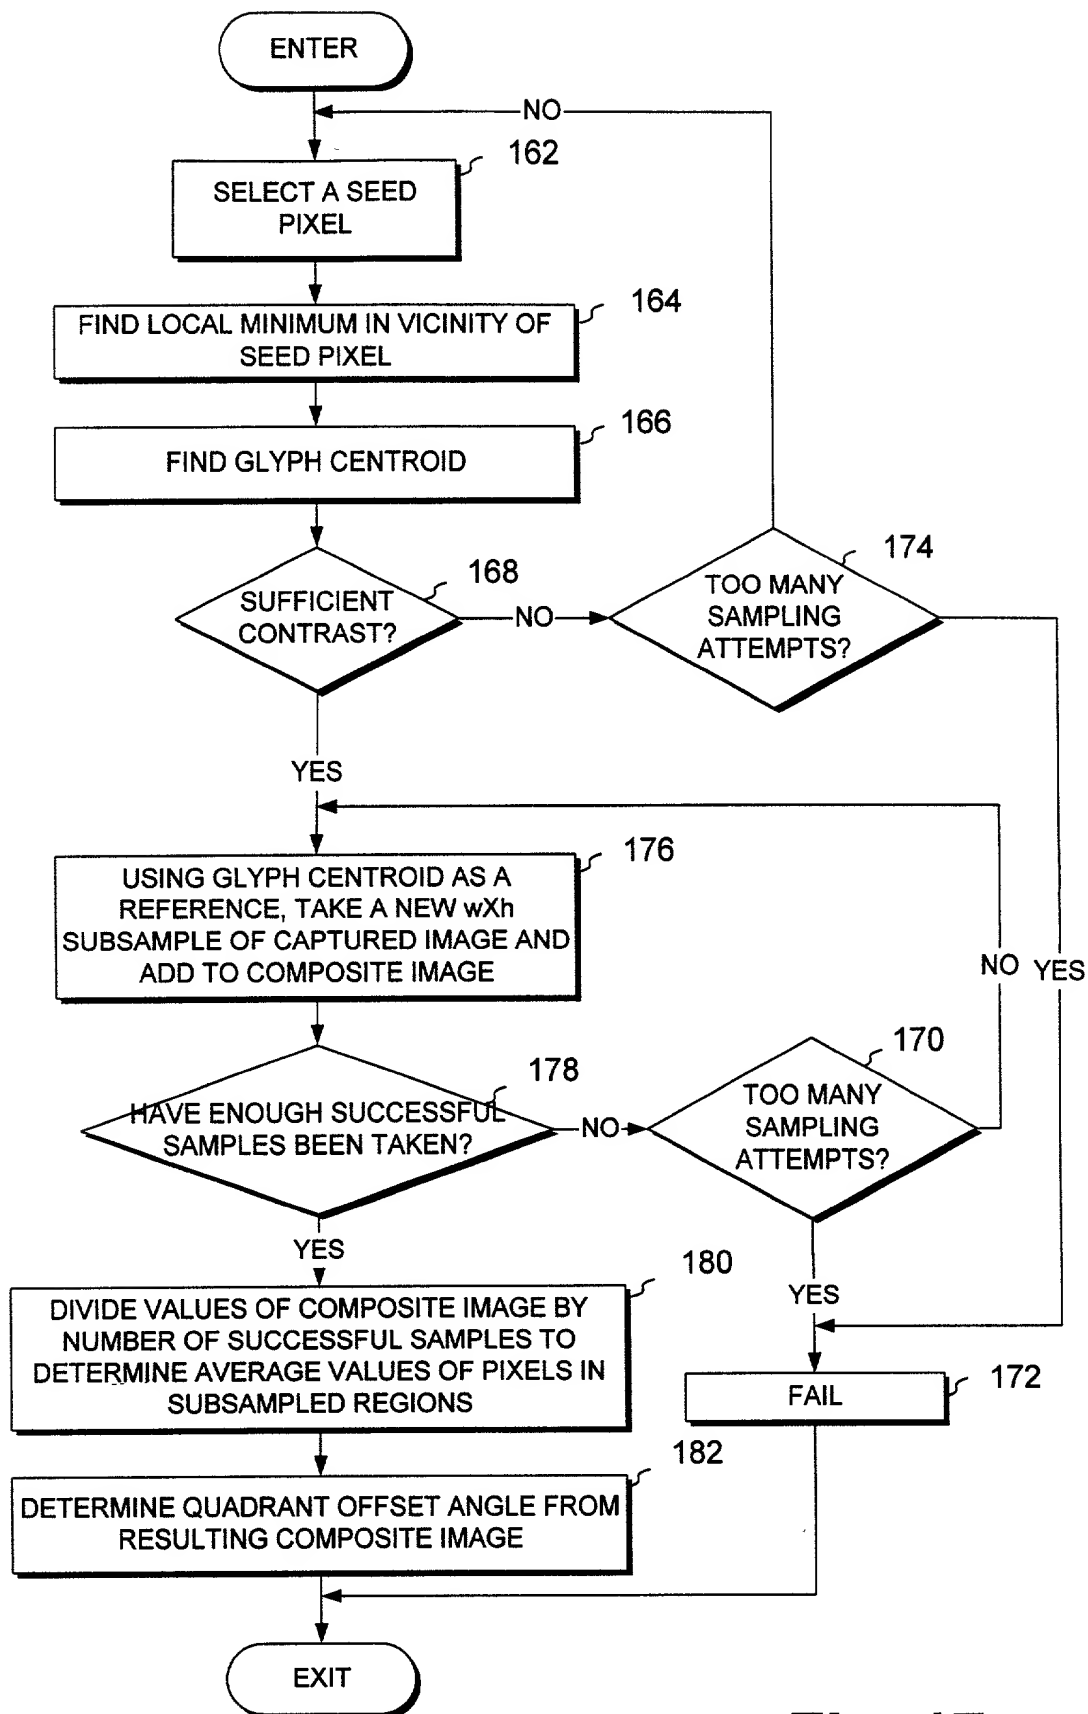 ENTER
NO
162
SELECT A SEED
PIXEL
164
FIND LOCAL MINIMUM IN VICINITY OF
SEED PIXEL
166
FIND GLYPH CENTROID
168
SUFFICIENT
CONTRAST?
NO
174
TOO MANY
SAMPLING
ATTEMPTS?
YES
176
USING GLYPH CENTROID AS A
REFERENCE, TAKE A NEW wXh
SUBSAMPLE OF CAPTURED IMAGE AND
ADD TO COMPOSITE IMAGE
NO
YES
178
HAVE ENOUGH SUCCESSFUL
SAMPLES BEEN TAKEN?
NO
170
TOO MANY
SAMPLING
ATTEMPTS?
YES
YES
180
DIVIDE VALUES OF COMPOSITE IMAGE BY
NUMBER OF SUCCESSFUL SAMPLES TO
DETERMINE AVERAGE VALUES OF PIXELS IN
SUBSAMPLED REGIONS
172
FAIL
182
DETERMINE QUADRANT OFFSET ANGLE FROM
RESULTING COMPOSITE IMAGE
EXIT